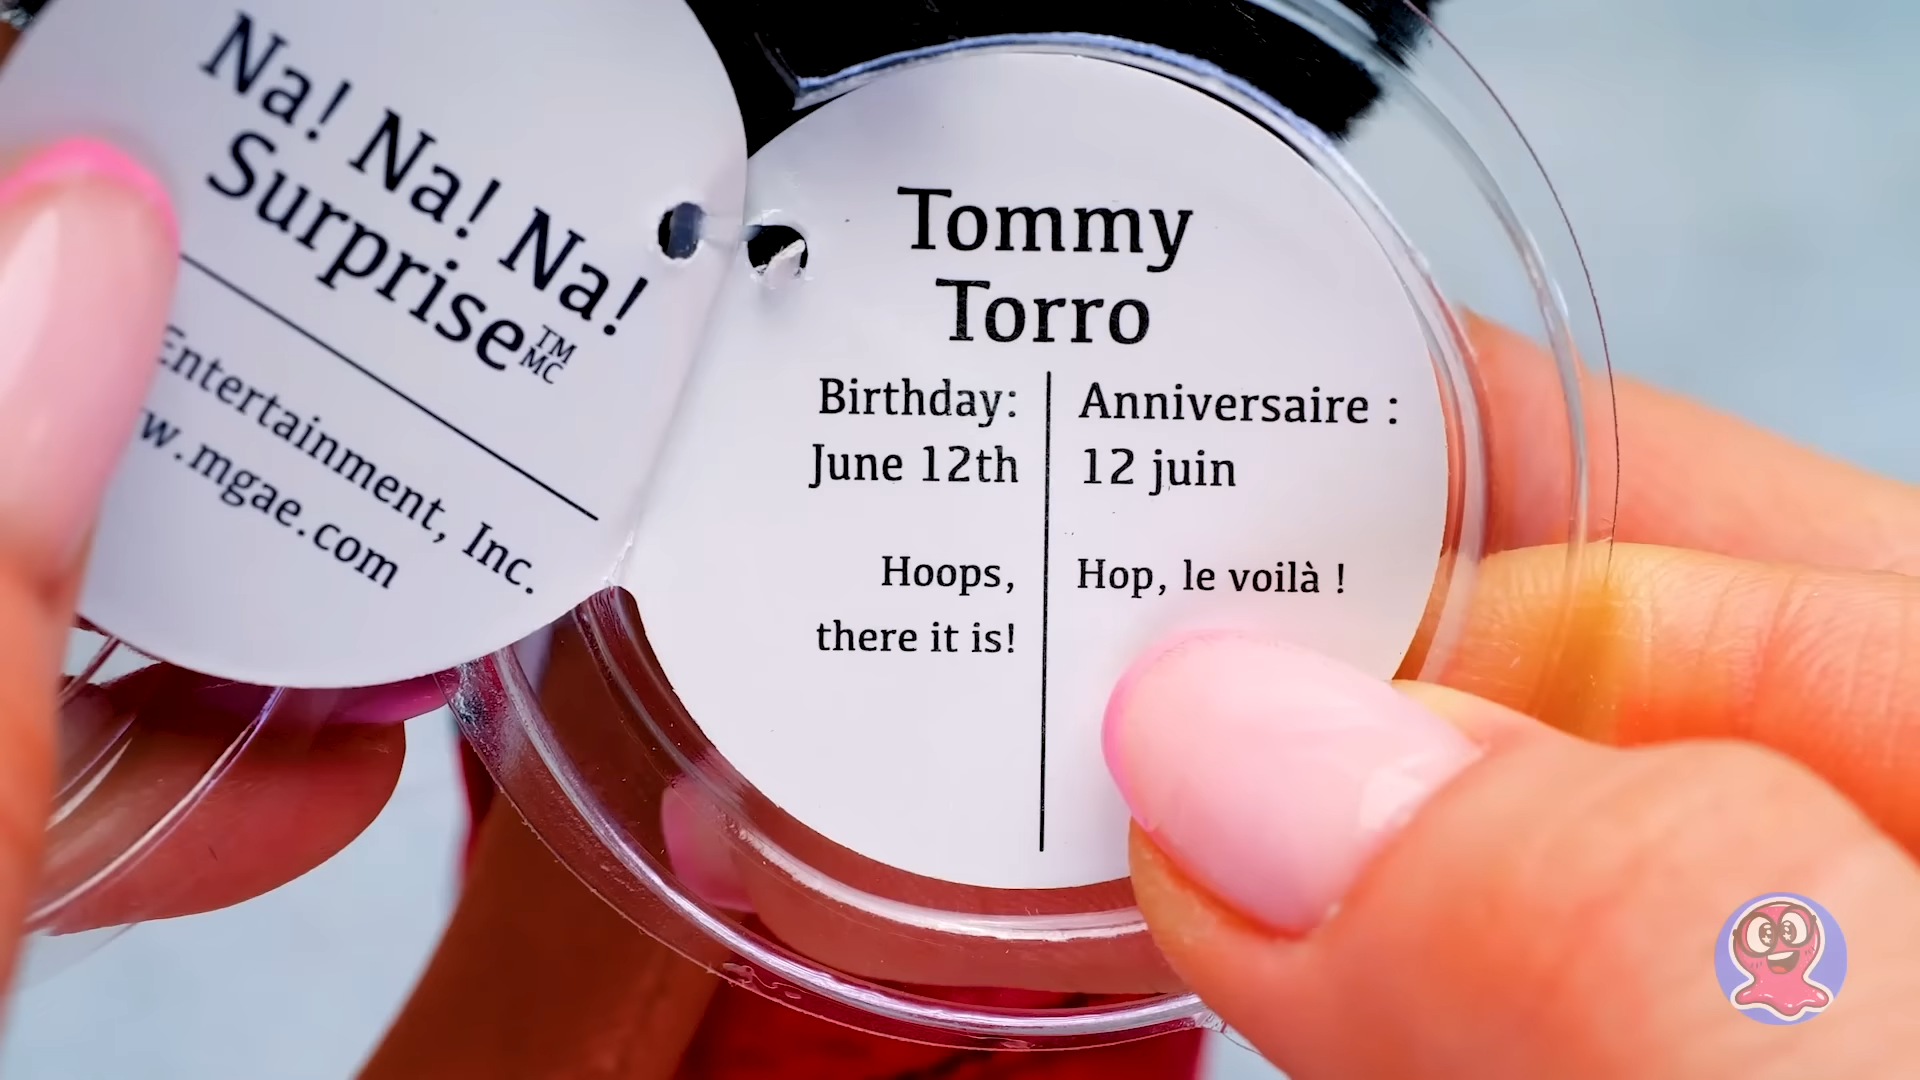 Na! Na! Na!
Surprise™
MC
Entertainment, Inc.
w.mgae.com
Tommy
Torro
Birthday:
June 12th
Hoops,
there it is!
Anniversaire :
12 juin
Hop, le voilà !